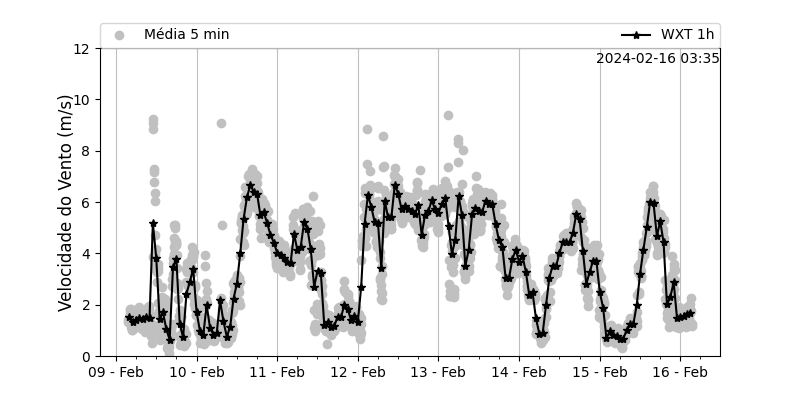 Média 5 min
WXT 1h
2024-02-16 03:35
Velocidade do Vento (m/s)
12
10
8
6
4
2
0
09 - Feb
10 - Feb
11 - Feb
12 - Feb
13 - Feb
14 - Feb
15 - Feb
16 - Feb